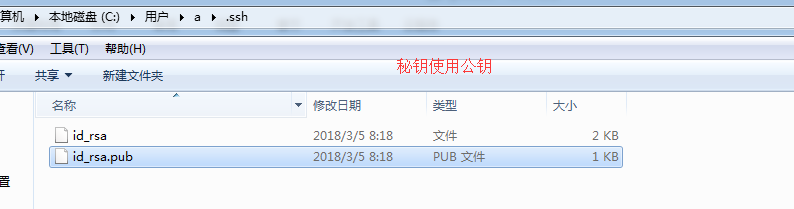 算机 ▸ 本地磁盘 (C:) ▸ 用户 ▸ a ▸ .ssh
查看(V) 工具(T) 帮助(H)
开 共享 新建文件夹
秘钥使用公钥
名称 修改日期 类型 大小
id_rsa 2018/3/5 8:18 文件 2 KB
id_rsa.pub 2018/3/5 8:18 PUB 文件 1 KB
置